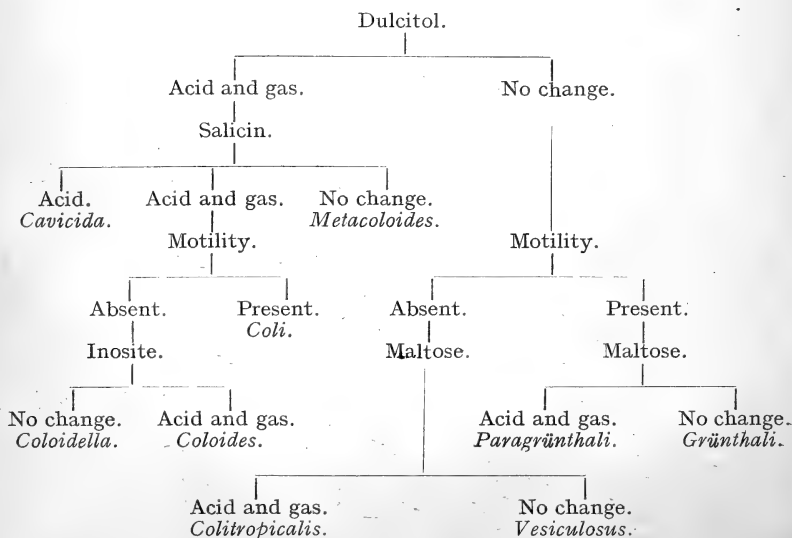 Dulcitol.
Acid and gas. No change.
Salicin.
Acid. Acid and gas. No change.
Cavicida. Metacoloides.
Motility. Motility.
Absent. Present. Absent. Present.
Coli.
Inosite. Maltose. Maltose.
No change. Acid and gas. Acid and gas. No change.
Coloidella. Coloides. Paragrünthali. Grünthali.
Acid and gas. No change.
Colitropicalis. Vesiculosus.